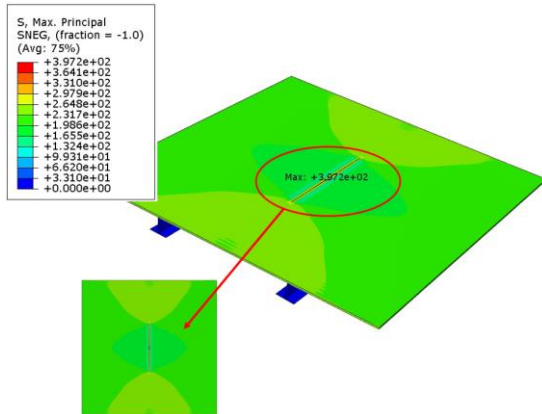 S, Max. Principal
SNEG, (fraction = -1.0)
(Avg: 75%)
+3.972e+02
+3.641e+02
+3.310e+02
+2.979e+02
+2.648e+02
+2.317e+02
+1.986e+02
+1.655e+02
+1.324e+02
+9.931e+01
+6.620e+01
+3.310e+01
+0.000e+00
Max: +3.972e+02